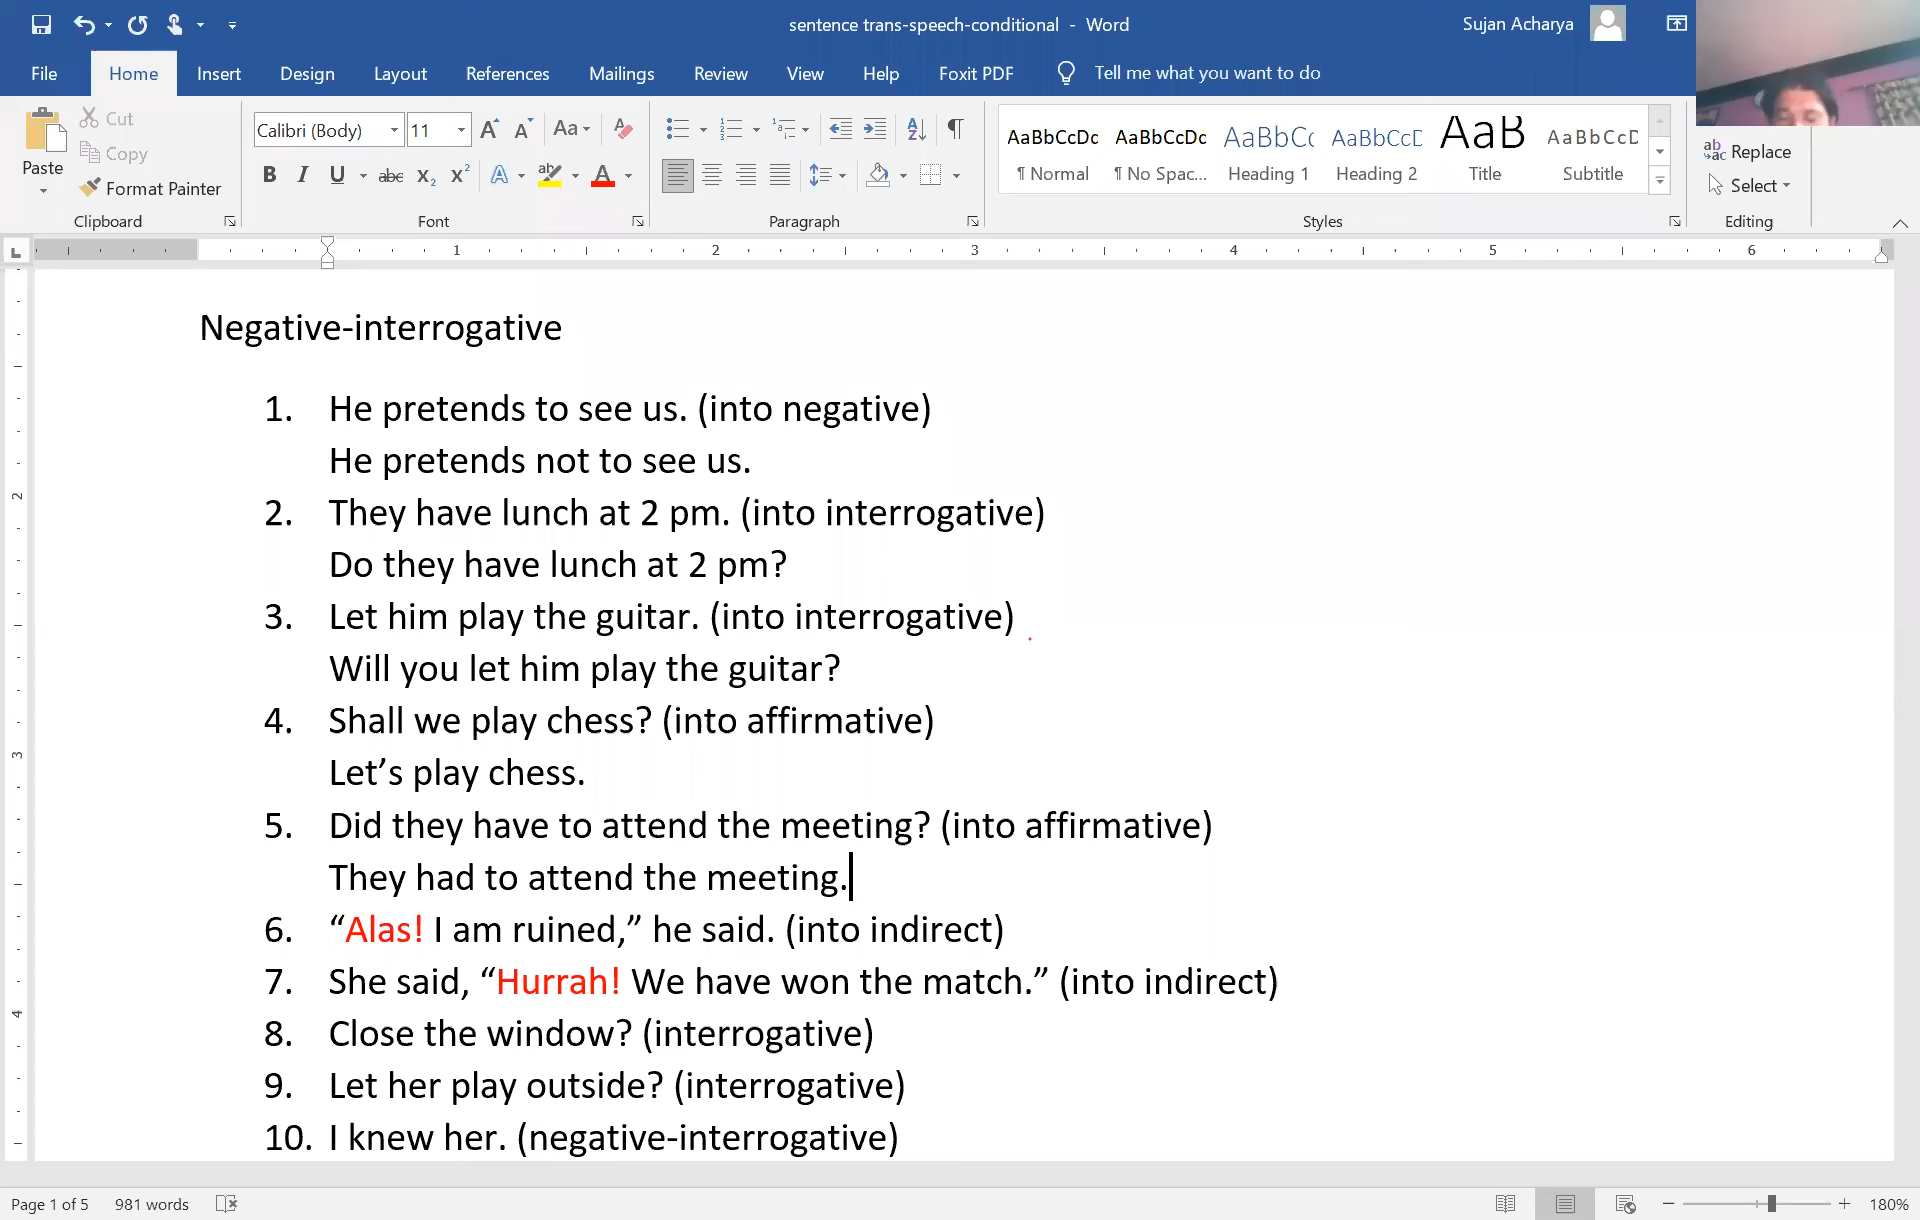 sentence trans-speech-conditional - Word
Sujan Acharya
File Home Insert Design Layout References Mailings Review View Help Foxit PDF Tell me what you want to do
Paste
Cut
Copy
Format Painter
Clipboard
Calibri (Body) 11
Font
Paragraph
AaBbCcDc AaBbCcDc AaBbCc AaBbCcD AaB AaBbCcD
¶ Normal ¶ No Spac... Heading 1 Heading 2 Title Subtitle
Styles
Replace
Select
Editing
1 2 3 4 5 6
Negative-interrogative
1. He pretends to see us. (into negative)
He pretends not to see us.
2. They have lunch at 2 pm. (into interrogative)
Do they have lunch at 2 pm?
3. Let him play the guitar. (into interrogative)
Will you let him play the guitar?
4. Shall we play chess? (into affirmative)
Let’s play chess.
5. Did they have to attend the meeting? (into affirmative)
They had to attend the meeting.
6. “Alas! I am ruined,” he said. (into indirect)
7. She said, “Hurrah! We have won the match.” (into indirect)
8. Close the window? (interrogative)
9. Let her play outside? (interrogative)
10. I knew her. (negative-interrogative)
Page 1 of 5 981 words
180%